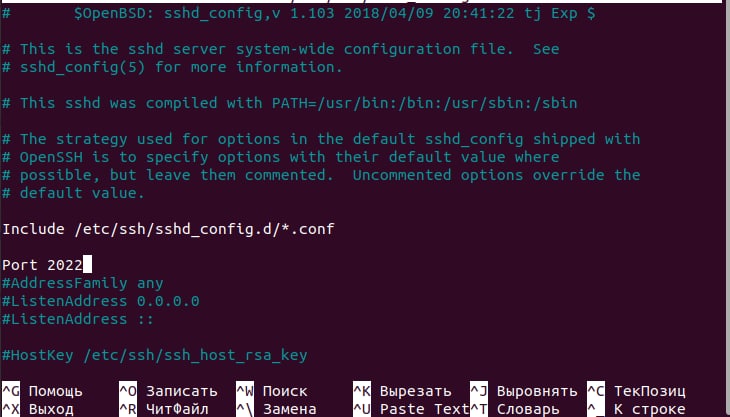 #       $OpenBSD: sshd_config,v 1.103 2018/04/09 20:41:22 tj Exp $
# This is the sshd server system-wide configuration file.  See
# sshd_config(5) for more information.
# This sshd was compiled with PATH=/usr/bin:/bin:/usr/sbin:/sbin
# The strategy used for options in the default sshd_config shipped with
# OpenSSH is to specify options with their default value where
# possible, but leave them commented.  Uncommented options override the
# default value.
Include /etc/ssh/sshd_config.d/*.conf
Port 2022
#AddressFamily any
#ListenAddress 0.0.0.0
#ListenAddress ::
#HostKey /etc/ssh/ssh_host_rsa_key
^G Помощь ^O Записать ^W Поиск ^K Вырезать ^J Выровнять ^C ТекПозиц
^X Выход ^R ЧитФайл ^\ Замена ^U Paste Text ^T Словарь ^_ К строке